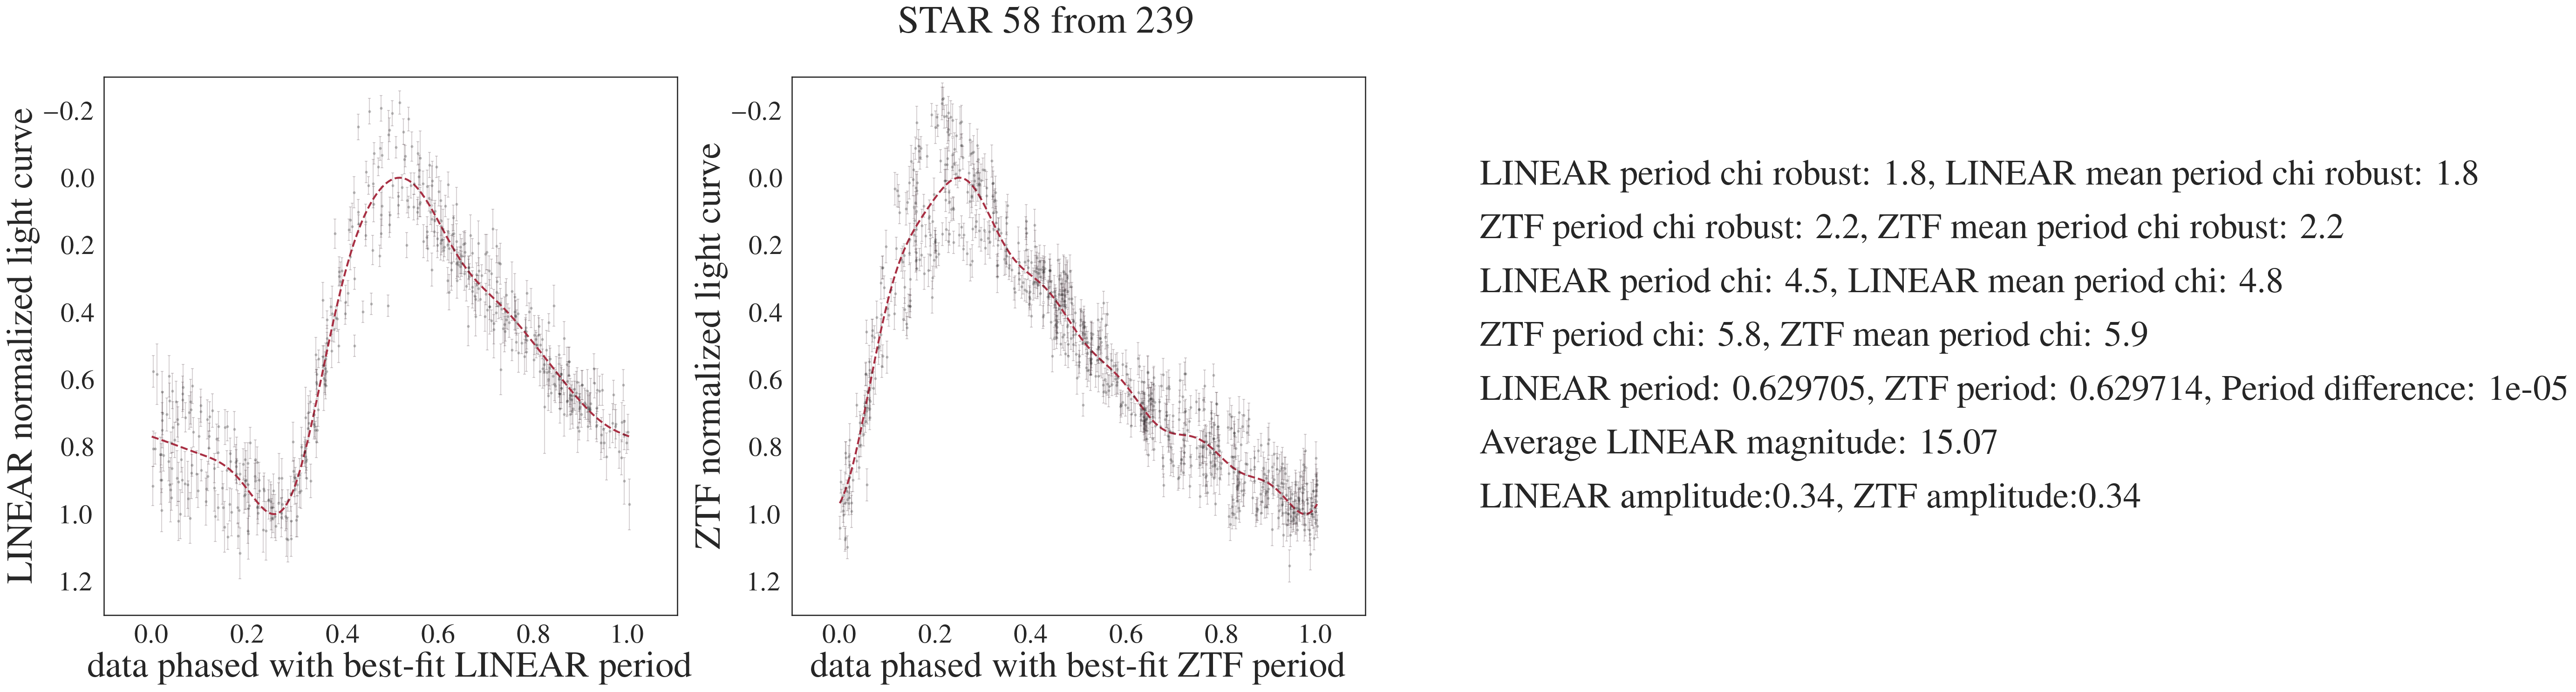 STAR 58 from 239
LINEAR normalized light curve
−0.2
0.0
0.2
0.4
0.6
0.8
1.0
1.2
0.0 0.2 0.4 0.6 0.8 1.0
data phased with best-fit LINEAR period
ZTF normalized light curve
−0.2
0.0
0.2
0.4
0.6
0.8
1.0
1.2
0.0 0.2 0.4 0.6 0.8 1.0
data phased with best-fit ZTF period
LINEAR period chi robust: 1.8, LINEAR mean period chi robust: 1.8
ZTF period chi robust: 2.2, ZTF mean period chi robust: 2.2
LINEAR period chi: 4.5, LINEAR mean period chi: 4.8
ZTF period chi: 5.8, ZTF mean period chi: 5.9
LINEAR period: 0.629705, ZTF period: 0.629714, Period difference: 1e-05
Average LINEAR magnitude: 15.07
LINEAR amplitude:0.34, ZTF amplitude:0.34